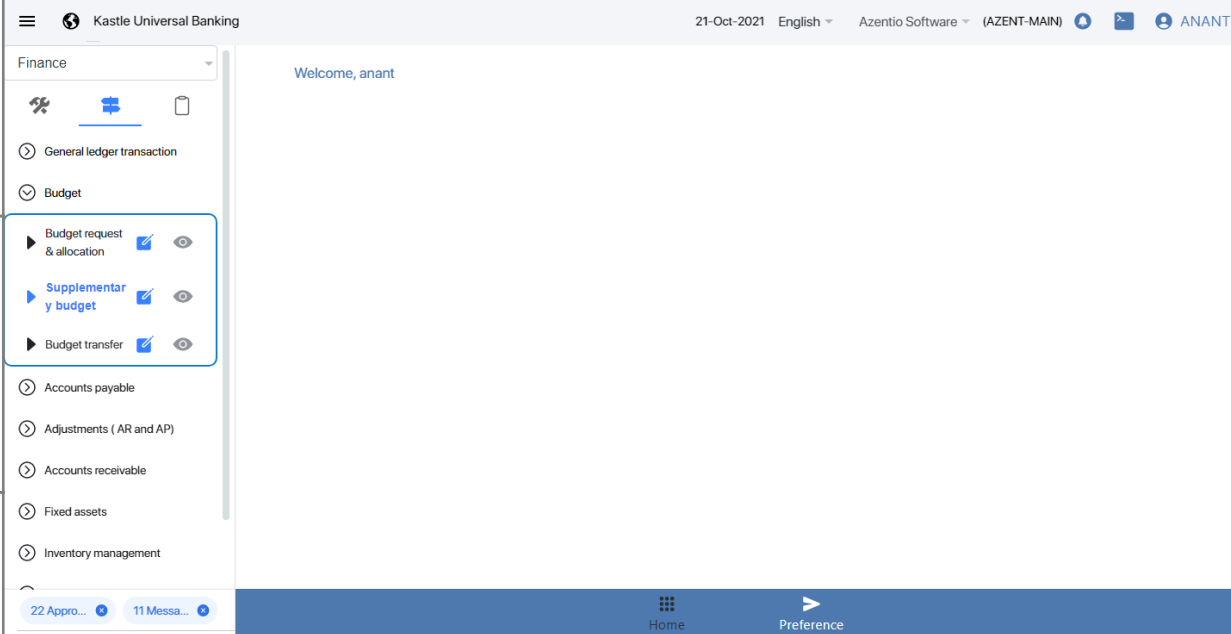 Kastle Universal Banking
21-Oct-2021 English Azentio Software (AZENT-MAIN) ANANT
Finance
Welcome, anant
General ledger transaction
Budget
Budget request
& allocation
Supplementar
y budget
Budget transfer
Accounts payable
Adjustments ( AR and AP)
Accounts receivable
Fixed assets
Inventory management
22 Appro... 11 Messa...
Home Preference